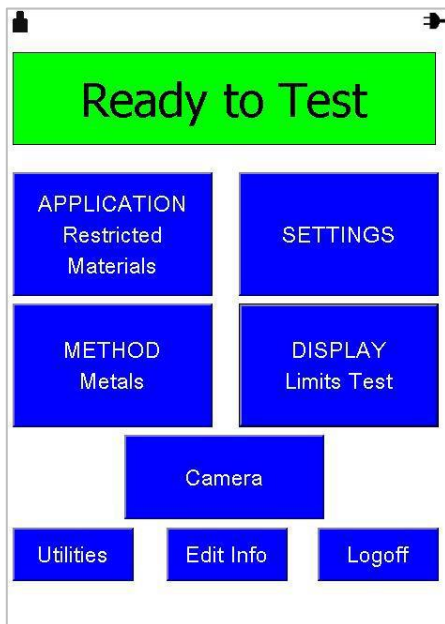 Ready to Test
APPLICATION
Restricted
Materials
SETTINGS
METHOD
Metals
DISPLAY
Limits Test
Camera
Utilities
Edit Info
Logoff